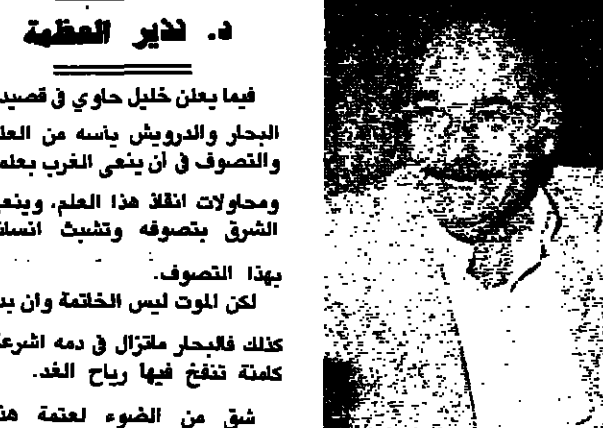 د. نذير العظمة
فيما يعلن خليل حاوي في قصيد
البحار والدرويش يأسه من العل
والتصوف في أن ينعى الغرب بعلم
ومحاولات انقاذ هذا العلم، وينع
الشرق بتصوفه وتشبث انسان
بهذا التصوف.
لكن الموت ليس الخاتمة وان بد
كذلك فالبحار ماتزال في دمه اشرع
كامنة تنفخ فيها رياح الغد.
شق من الضوء لعتمة هذ